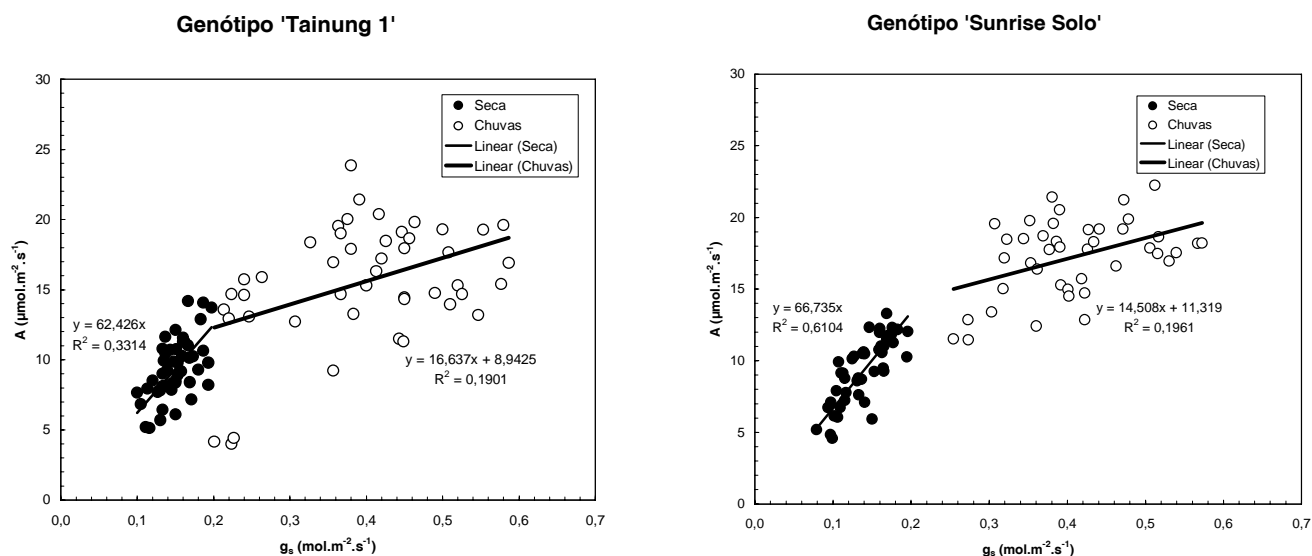 Genótipo 'Tainung 1'
30
25
20
15
10
5
0
A (µmol.m⁻².s⁻¹)
Seca
Chuvas
Linear (Seca)
Linear (Chuvas)
y = 62,426x
R² = 0,3314
16,637x + 8,9425
R² = 0,1901
0,0 0,1 0,2 0,3 0,4 0,5 0,6 0,7
gₛ (mol.m⁻².s⁻¹)
Genótipo 'Sunrise Solo'
30
25
20
15
10
5
0
A (µmol.m⁻².s⁻¹)
Seca
Chuvas
Linear (Seca)
Linear (Chuvas)
y = 66,735x
R² = 0,6104
14,508x + 11,319
R² = 0,1961
0,0 0,1 0,2 0,3 0,4 0,5 0,6 0,7
gₛ (mol.m⁻².s⁻¹)